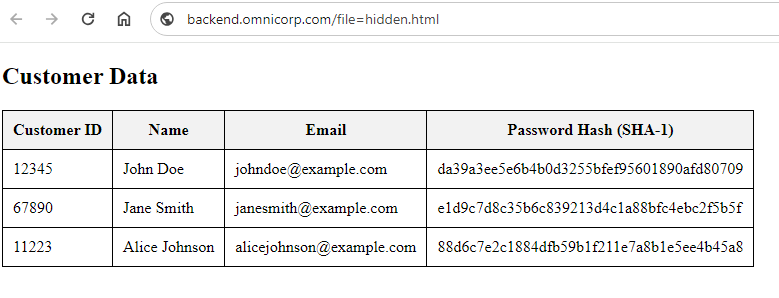 backend.omnicorp.com/file=hidden.html
Customer Data
Customer ID Name Email Password Hash (SHA-1)
12345 John Doe johndoe@example.com da39a3ee5e6b4b0d3255bfef95601890afd80709
67890 Jane Smith janesmith@example.com e1d9c7d8c35b6c839213d4c1a88bfc4ebc2f5b5f
11223 Alice Johnson alicejohnson@example.com 88d6c7e2c1884dfb59b1f211e7a8b1e5ee4b45a8